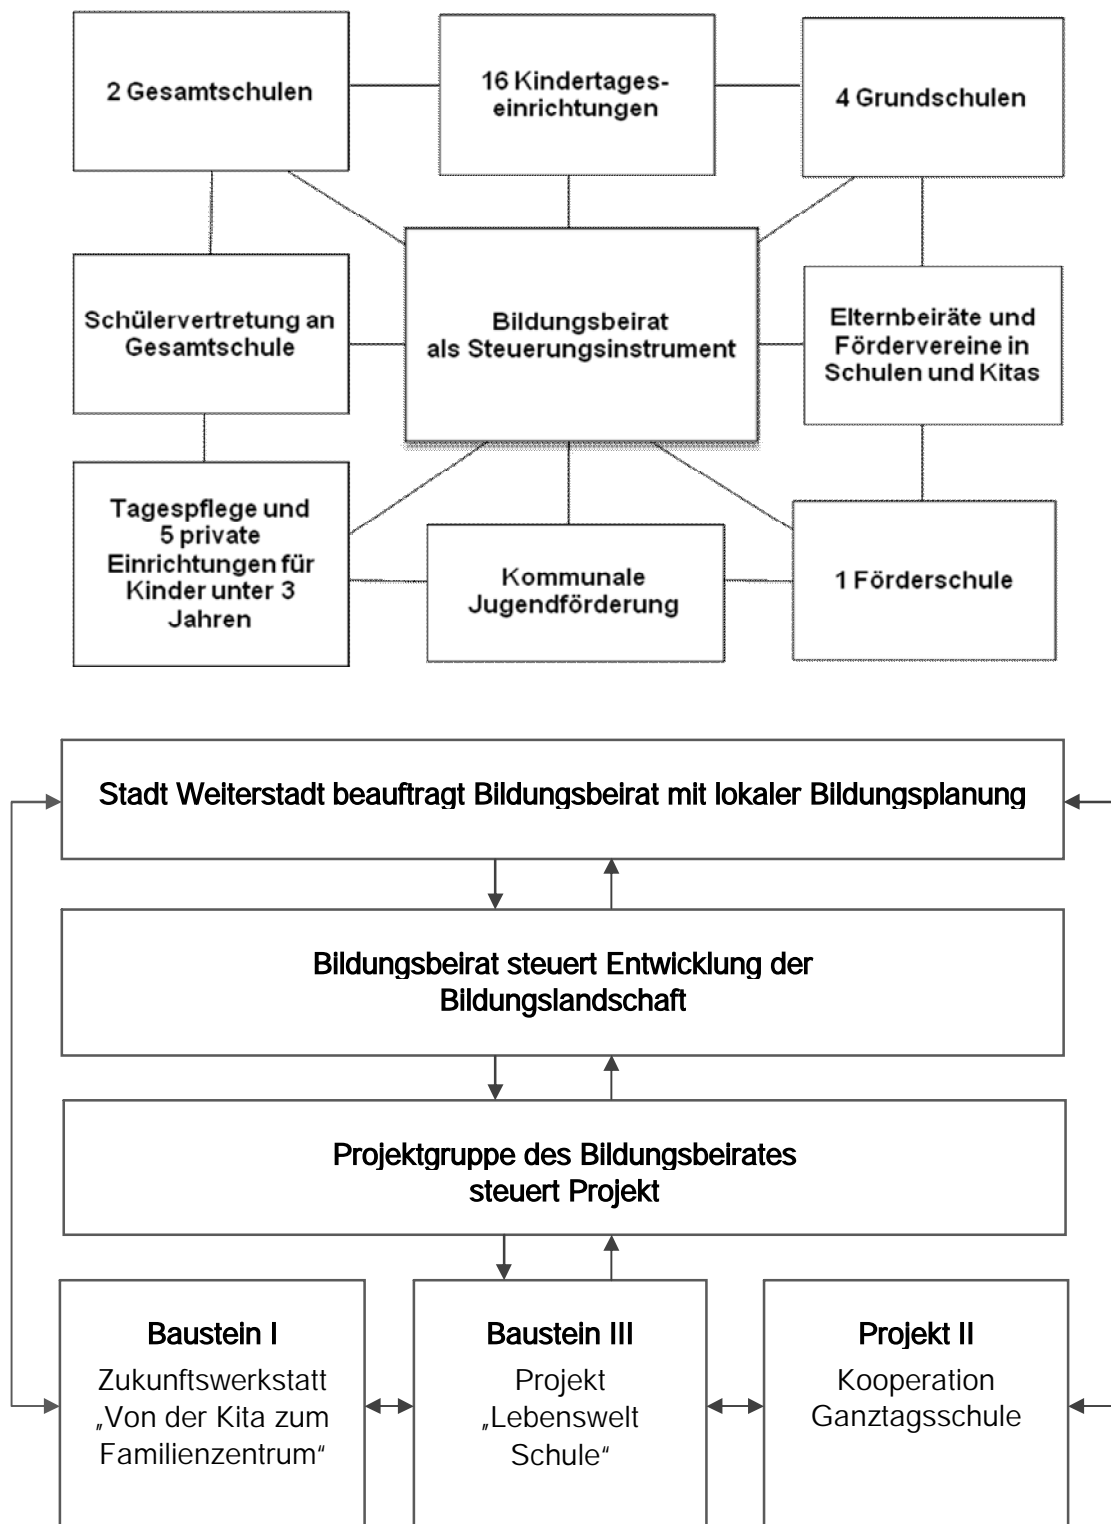 2 Gesamtschulen
16 Kindertages-
einrichtungen
4 Grundschulen
Schülervertretung an
Gesamtschule
Bildungsbeirat
als Steuerungsinstrument
Elternbeiräte und
Fördervereine in
Schulen und Kitas
Tagespflege und
5 private
Einrichtungen für
Kinder unter 3
Jahren
Kommunale
Jugendförderung
1 Förderschule
Stadt Weiterstadt beauftragt Bildungsbeirat mit lokaler Bildungsplanung
Bildungsbeirat steuert Entwicklung der
Bildungslandschaft
Projektgruppe des Bildungsbeirates
steuert Projekt
Baustein I
Zukunftswerkstatt
„Von der Kita zum
Familienzentrum“
Baustein III
Projekt
„Lebenswelt
Schule“
Projekt II
Kooperation
Ganztagsschule